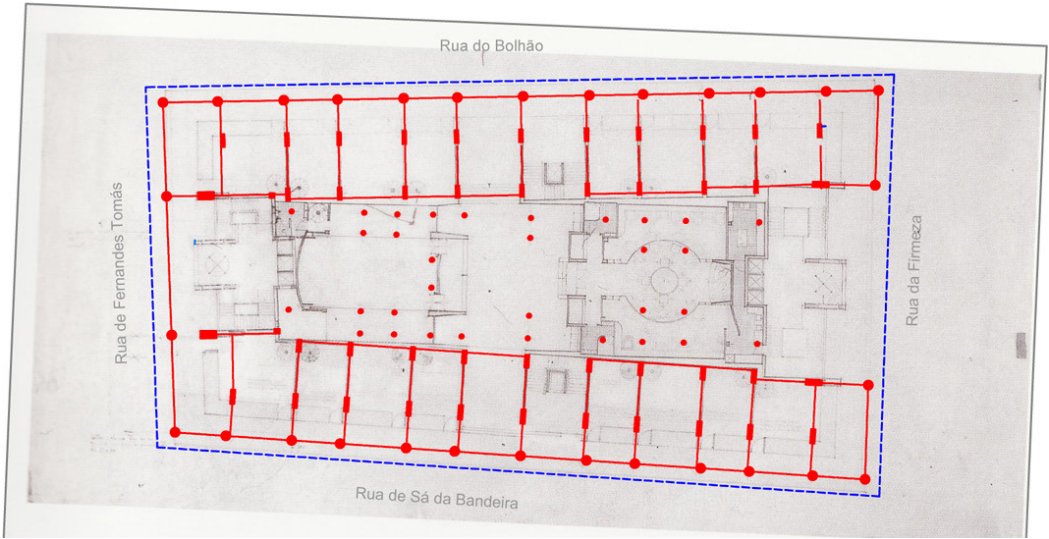 Rua do Bolhão
Rua de Fernandes Tomás
Rua da Firmeza
Rua de Sá da Bandeira